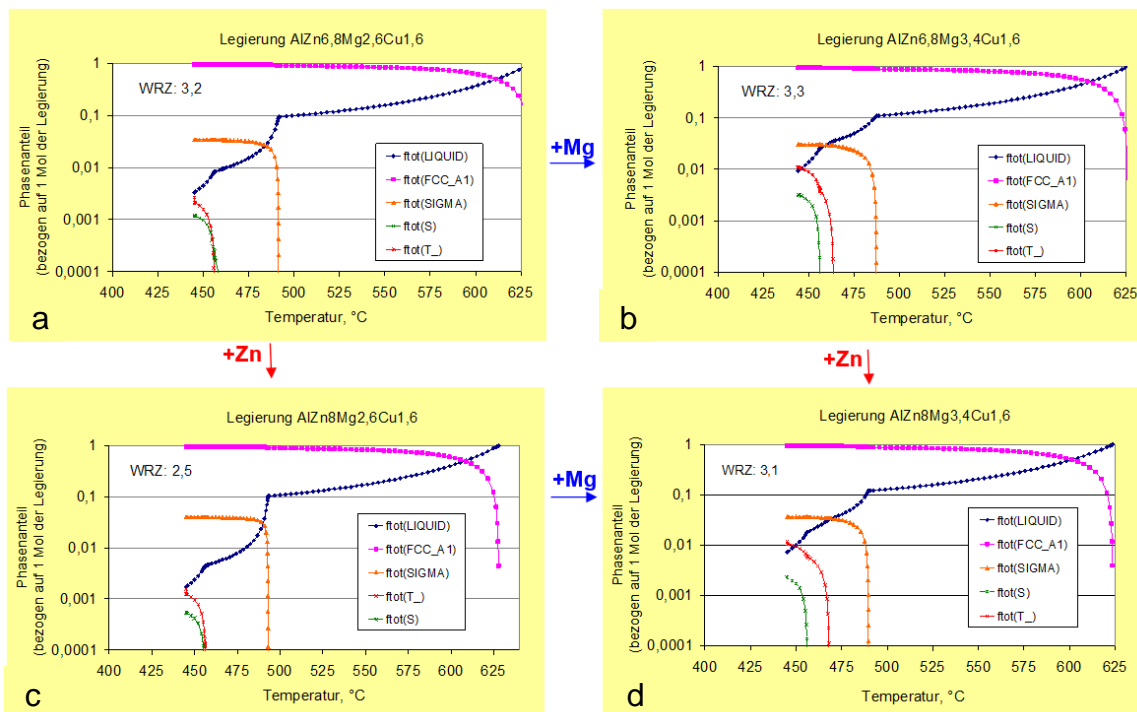 Legierung AlZn6,8Mg2,6Cu1,6
Phasenanteil
(bezogen auf 1 Mol der Legierung)
1
0,1
0,01
0,001
0,0001
WRZ: 3,2
ftot(LIQUID)
ftot(FCC_A1)
ftot(SIGMA)
ftot(S)
ftot(T_)
400 425 450 475 500 525 550 575 600 625
Temperatur, °C
a
+Mg
Legierung AlZn6,8Mg3,4Cu1,6
Phasenanteil
(bezogen auf 1 Mol der Legierung)
1
0,1
0,01
0,001
0,0001
WRZ: 3,3
ftot(LIQUID)
ftot(FCC_A1)
ftot(SIGMA)
ftot(S)
ftot(T_)
400 425 450 475 500 525 550 575 600 625
Temperatur, °C
b
+Zn
+Zn
Legierung AlZn8Mg2,6Cu1,6
Phasenanteil
(bezogen auf 1 Mol der Legierung)
1
0,1
0,01
0,001
0,0001
WRZ: 2,5
ftot(LIQUID)
ftot(FCC_A1)
ftot(SIGMA)
ftot(T_)
ftot(S)
400 425 450 475 500 525 550 575 600 625
Temperatur, °C
c
+Mg
Legierung AlZn8Mg3,4Cu1,6
Phasenanteil
(bezogen auf 1 Mol der Legierung)
1
0,1
0,01
0,001
0,0001
WRZ: 3,1
ftot(LIQUID)
ftot(FCC_A1)
ftot(SIGMA)
ftot(S)
ftot(T_)
400 425 450 475 500 525 550 575 600 625
Temperatur, °C
d